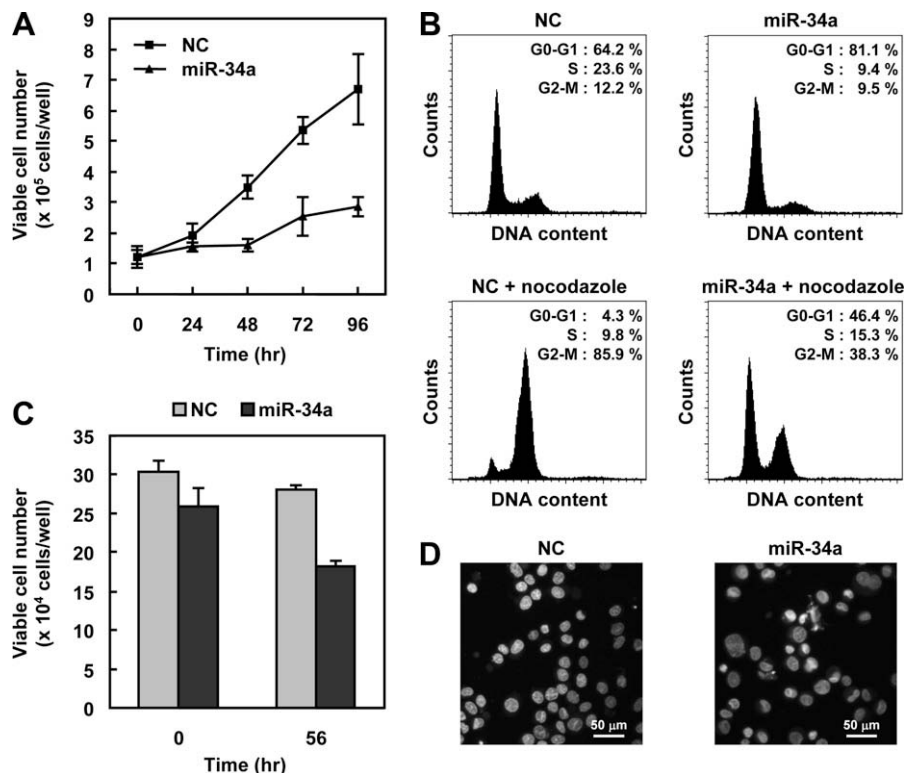 A
9
8
7
6
5
4
3
2
1
0
NC
miR-34a
Viable cell number
(x 10⁵ cells/well)
0 24 48 72 96
Time (hr)
B
NC
G0-G1 : 64.2 %
S : 23.6 %
G2-M : 12.2 %
Counts
DNA content
miR-34a
G0-G1 : 81.1 %
S : 9.4 %
G2-M : 9.5 %
Counts
DNA content
NC + nocodazole
G0-G1 : 4.3 %
S : 9.8 %
G2-M : 85.9 %
Counts
DNA content
miR-34a + nocodazole
G0-G1 : 46.4 %
S : 15.3 %
G2-M : 38.3 %
Counts
DNA content
C
NC miR-34a
35
30
25
20
15
10
5
0
Viable cell number
(x 10⁴ cells/well)
0 56
Time (hr)
D
NC
50 µm
miR-34a
50 µm